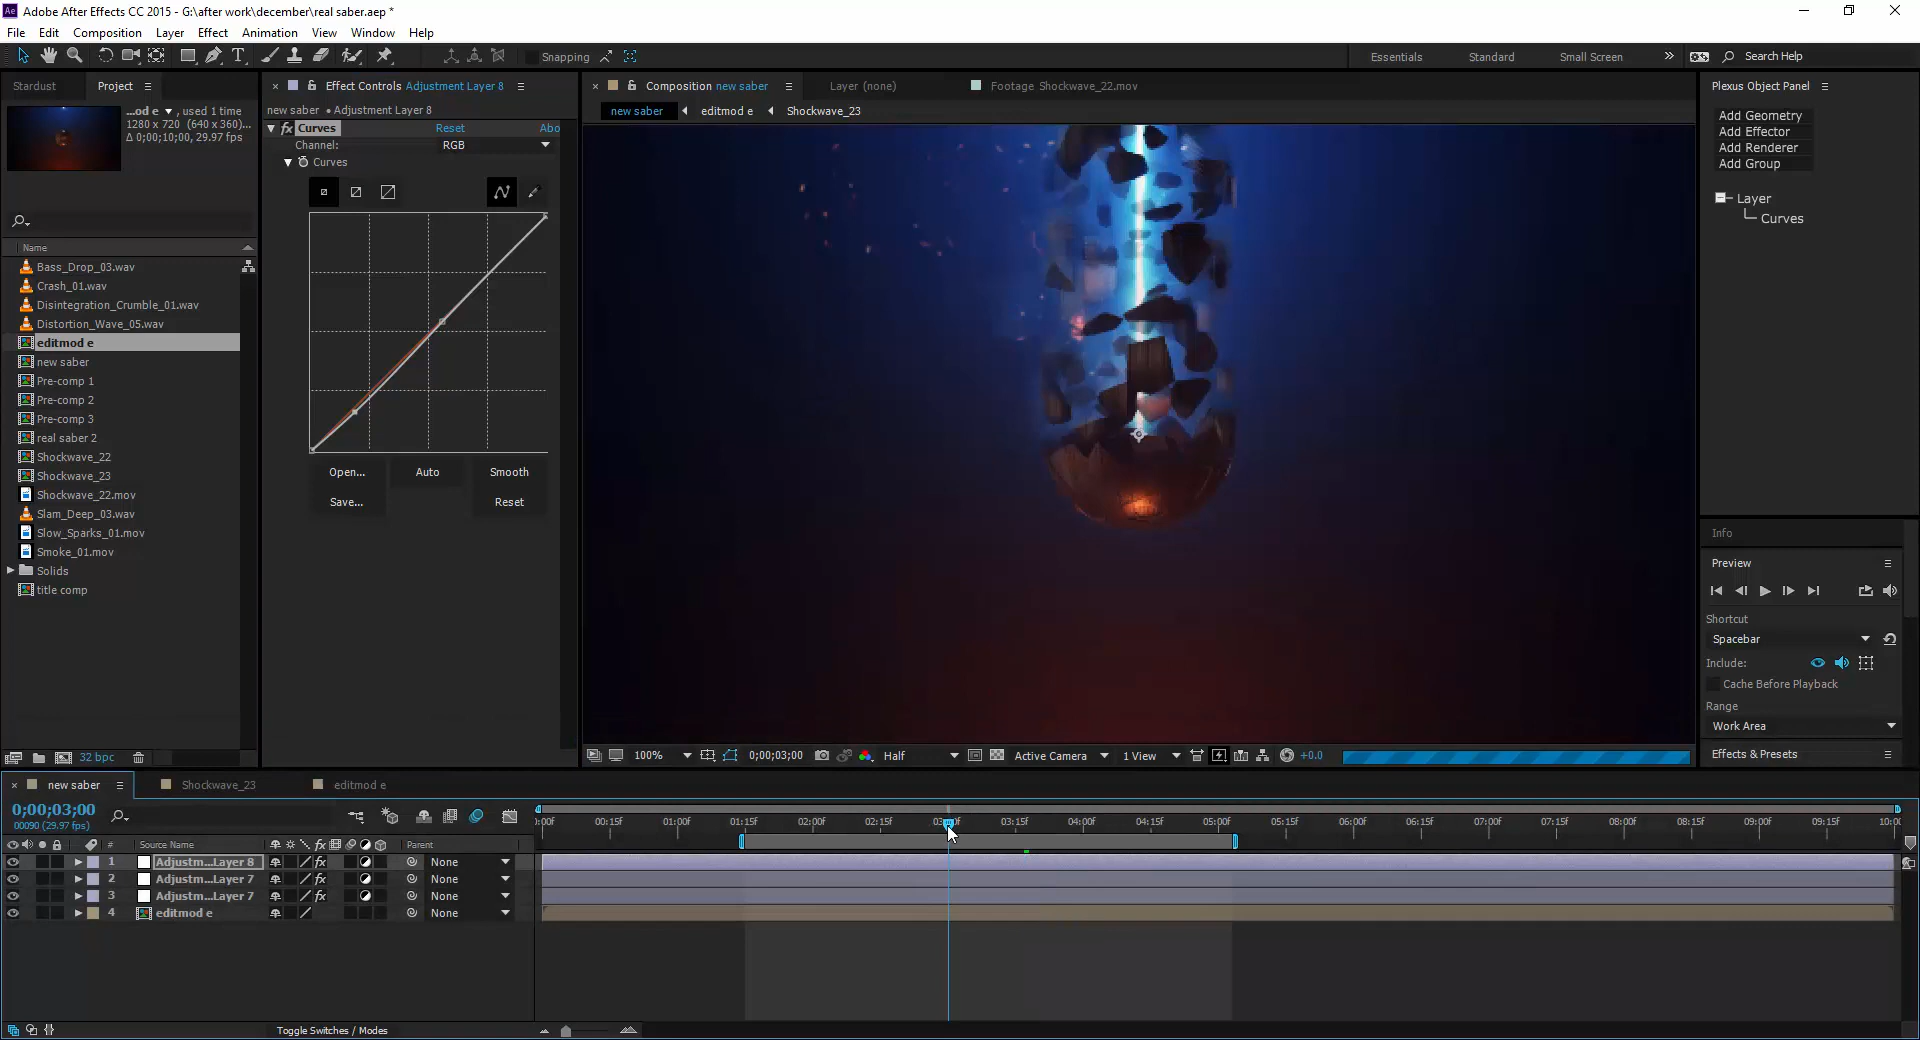 Adobe After Effects CC 2015 - G:\after work\december\real saber.aep *
File Edit Composition Layer Effect Animation View Window Help
Snapping Essentials Standard Small Screen Search Help
Stardust Project
...od e , used 1 time
1280 x 720 (640 x 360)...
Δ 0;00;10;00, 29.97 fps
Name
Bass_Drop_03.wav
Crash_01.wav
Disintegration_Crumble_01.wav
Distortion_Wave_05.wav
editmod e
new saber
Pre-comp 1
Pre-comp 2
Pre-comp 3
real saber 2
Shockwave_22
Shockwave_23
Shockwave_22.mov
Slam_Deep_03.wav
Slow_Sparks_01.mov
Smoke_01.mov
Solids
title comp
32 bpc
Effect Controls Adjustment Layer 8
new saber • Adjustment Layer 8
fx Curves Reset Abo
Channel: RGB
Curves
Open... Auto Smooth
Save... Reset
Composition new saber Layer (none) Footage Shockwave_22.mov
new saber editmod e Shockwave_23
100% 0;00;03;00 Half Active Camera 1 View +0.0
Plexus Object Panel
Add Geometry
Add Effector
Add Renderer
Add Group
Layer
Curves
Info
Preview
Shortcut
Spacebar
Include:
Cache Before Playback
Range
Work Area
Effects & Presets
new saber Shockwave_23 editmod e
0;00;03;00
00090 (29.97 fps)
:00f 00:15f 01:00f 01:15f 02:00f 02:15f 03:00f 03:15f 04:00f 04:15f 05:00f 05:15f 06:00f 06:15f 07:00f 07:15f 08:00f 08:15f 09:00f 09:15f 10:0
# Source Name fx Parent
1 Adjustm...Layer 8 fx None
2 Adjustm...Layer 7 fx None
3 Adjustm...Layer 7 fx None
4 editmod e None
Toggle Switches / Modes